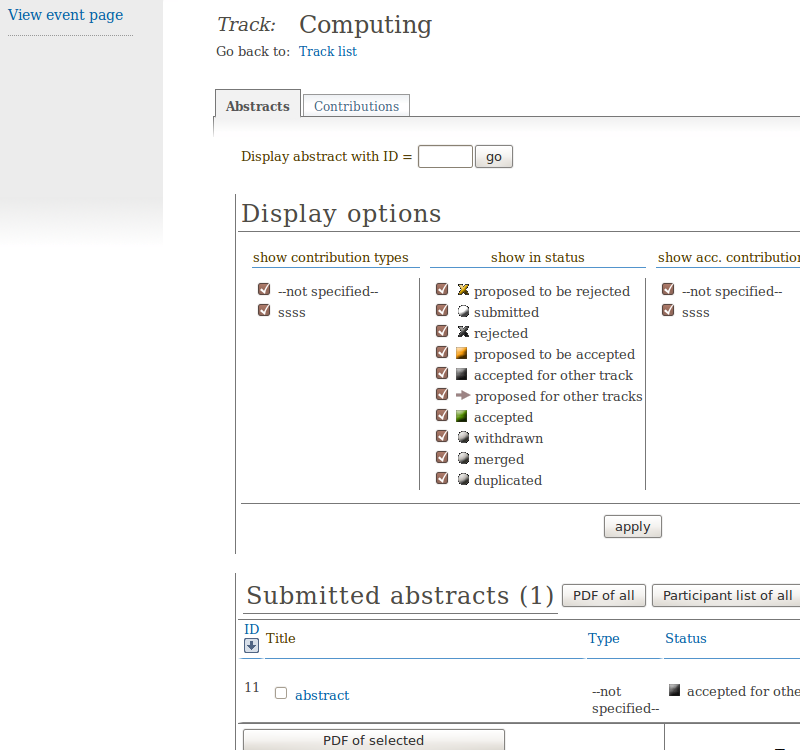 View event page
Track: Computing
Go back to: Track list
Abstracts Contributions
Display abstract with ID = go
Display options
show contribution types show in status show acc. contribution
--not specified-- proposed to be rejected --not specified--
ssss submitted ssss
rejected
proposed to be accepted
accepted for other track
proposed for other tracks
accepted
withdrawn
merged
duplicated
apply
Submitted abstracts (1) PDF of all Participant list of all
ID
Title Type Status
11 abstract --not specified-- accepted for othe
PDF of selected